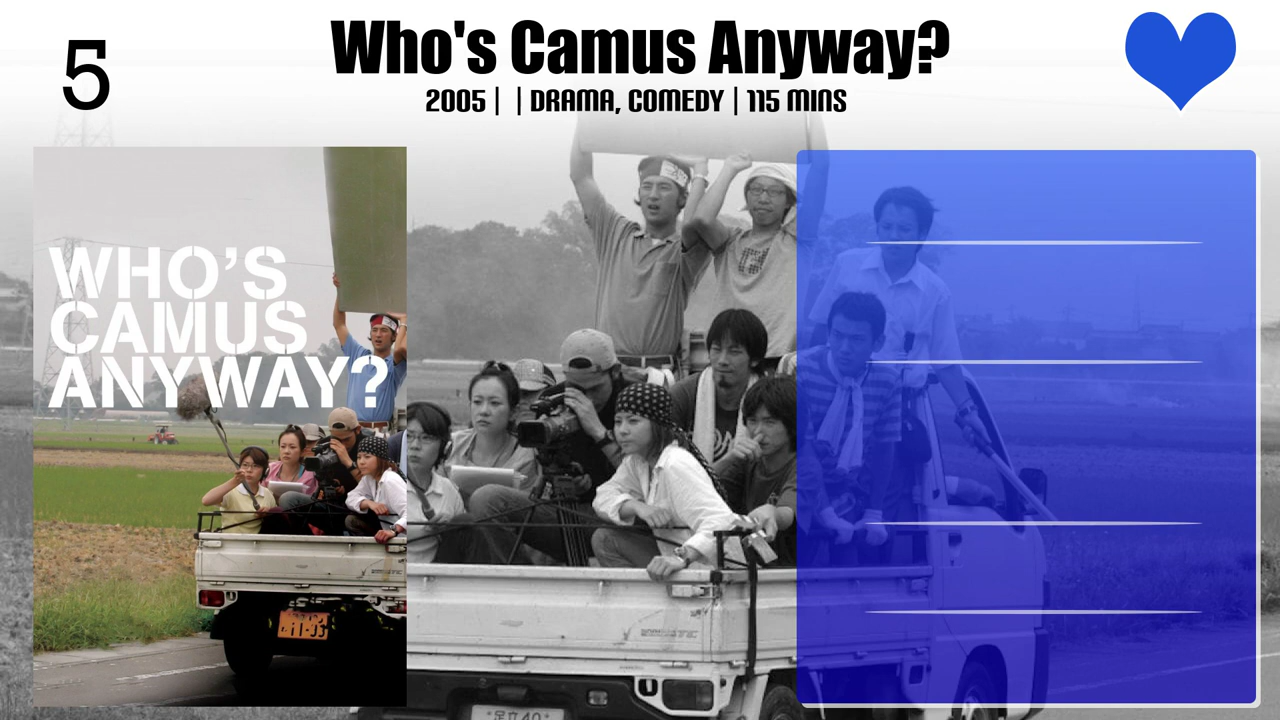 5
Who's Camus Anyway?
2005 | | DRAMA, COMEDY | 115 MINS
WHO'S
CAMUS
ANYWAY?